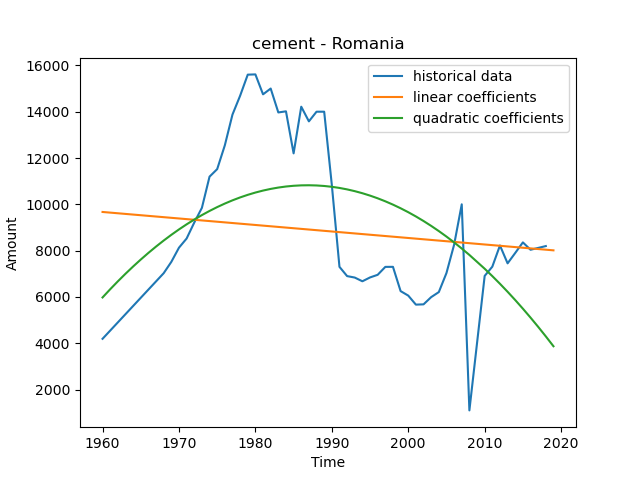 cement - Romania
historical data
linear coefficients
quadratic coefficients
Amount
16000
14000
12000
10000
8000
6000
4000
2000
1960 1970 1980 1990 2000 2010 2020
Time